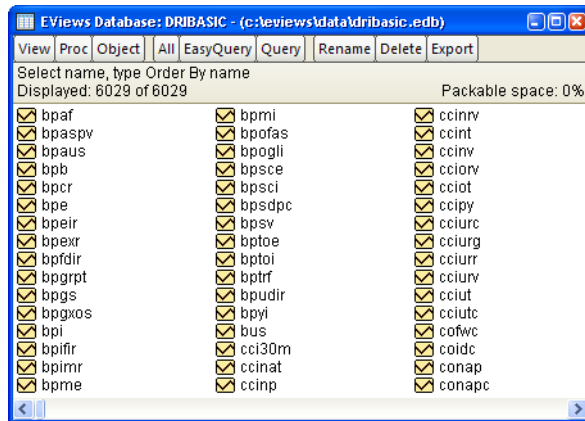 EViews Database: DRIBASIC - (c:\eviews\data\dribasic.edb)
View Proc Object All EasyQuery Query Rename Delete Export
Select name, type Order By name
Displayed: 6029 of 6029 Packable space: 0%
bpaf
bpaspv
bpaus
bpb
bpcr
bpe
bpeir
bpexr
bpfdir
bpgrpt
bpgs
bpgxos
bpi
bpifir
bpimr
bpme
bpmi
bpofas
bpogli
bpsce
bpsci
bpsdpc
bpsv
bptoe
bptoi
bptrf
bpudir
bpyi
bus
cci30m
ccinat
ccinp
ccinrv
ccint
ccinv
cciorv
cciot
ccipy
cciurc
cciurg
cciurr
cciurv
cciut
cciutc
cofwc
coidc
conap
conapc